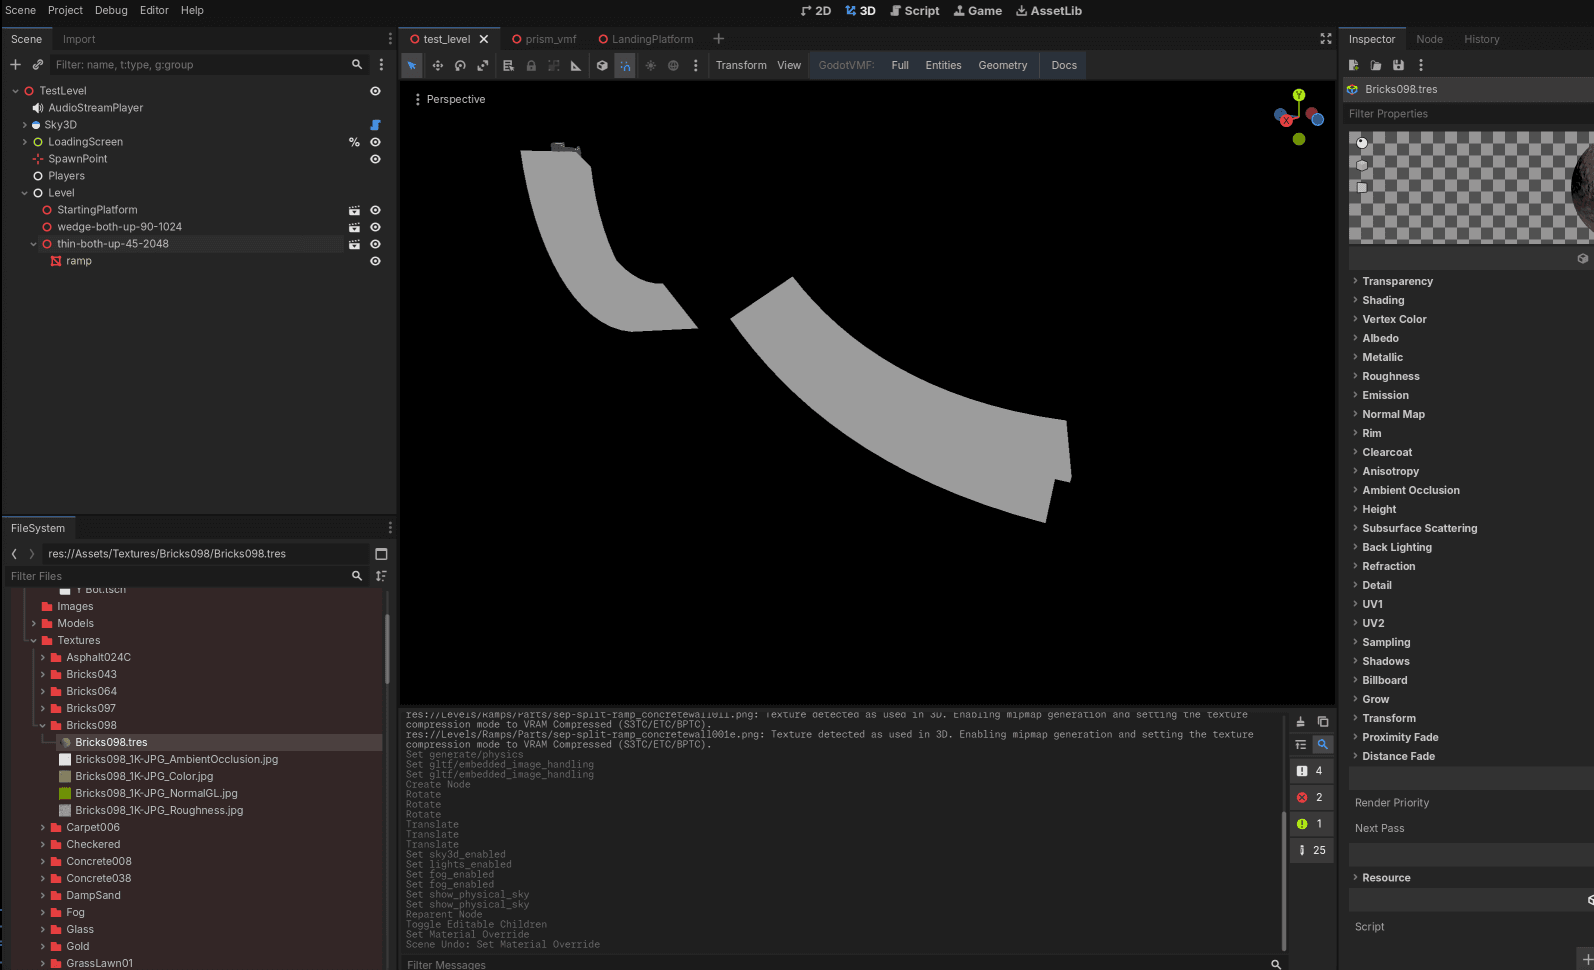 Scene Project Debug Editor Help
2D 3D Script Game AssetLib
Scene Import
Filter: name, t:type, g:group
TestLevel
AudioStreamPlayer
Sky3D
LoadingScreen %
SpawnPoint
Players
Level
StartingPlatform
wedge-both-up-90-1024
thin-both-up-45-2048
ramp
FileSystem
res://Assets/Textures/Bricks098/Bricks098.tres
Filter Files
Y Bot.tscn
Images
Models
Textures
Asphalt024C
Bricks043
Bricks064
Bricks097
Bricks098
Bricks098.tres
Bricks098_1K-JPG_AmbientOcclusion.jpg
Bricks098_1K-JPG_Color.jpg
Bricks098_1K-JPG_NormalGL.jpg
Bricks098_1K-JPG_Roughness.jpg
Carpet006
Checkered
Concrete008
Concrete038
DampSand
Fog
Glass
Gold
GrassLawn01
test_level prism_vmf LandingPlatform
Transform View GodotVMF: Full Entities Geometry Docs
Perspective
Y
X
res://Levels/Ramps/Parts/sep-split-ramp_concretewall011.png: Texture detected as used in 3D. Enabling mipmap generation and setting the texture
compression mode to VRAM Compressed (S3TC/ETC/BPTC).
res://Levels/Ramps/Parts/sep-split-ramp_concretewall001e.png: Texture detected as used in 3D. Enabling mipmap generation and setting the texture
compression mode to VRAM Compressed (S3TC/ETC/BPTC).
Set generate/physics
Set gltf/embedded_image_handling
Set gltf/embedded_image_handling
Create Node
Rotate
Rotate
Rotate
Translate
Translate
Translate
Set sky3d_enabled
Set lights_enabled
Set fog_enabled
Set fog_enabled
Set show_physical_sky
Set show_physical_sky
Reparent Node
Toggle Editable Children
Set Material Override
Scene Undo: Set Material Override
4
2
1
25
Filter Messages
Inspector Node History
Bricks098.tres
Filter Properties
Transparency
Shading
Vertex Color
Albedo
Metallic
Roughness
Emission
Normal Map
Rim
Clearcoat
Anisotropy
Ambient Occlusion
Height
Subsurface Scattering
Back Lighting
Refraction
Detail
UV1
UV2
Sampling
Shadows
Billboard
Grow
Transform
Proximity Fade
Distance Fade
Render Priority
Next Pass
Resource
Script